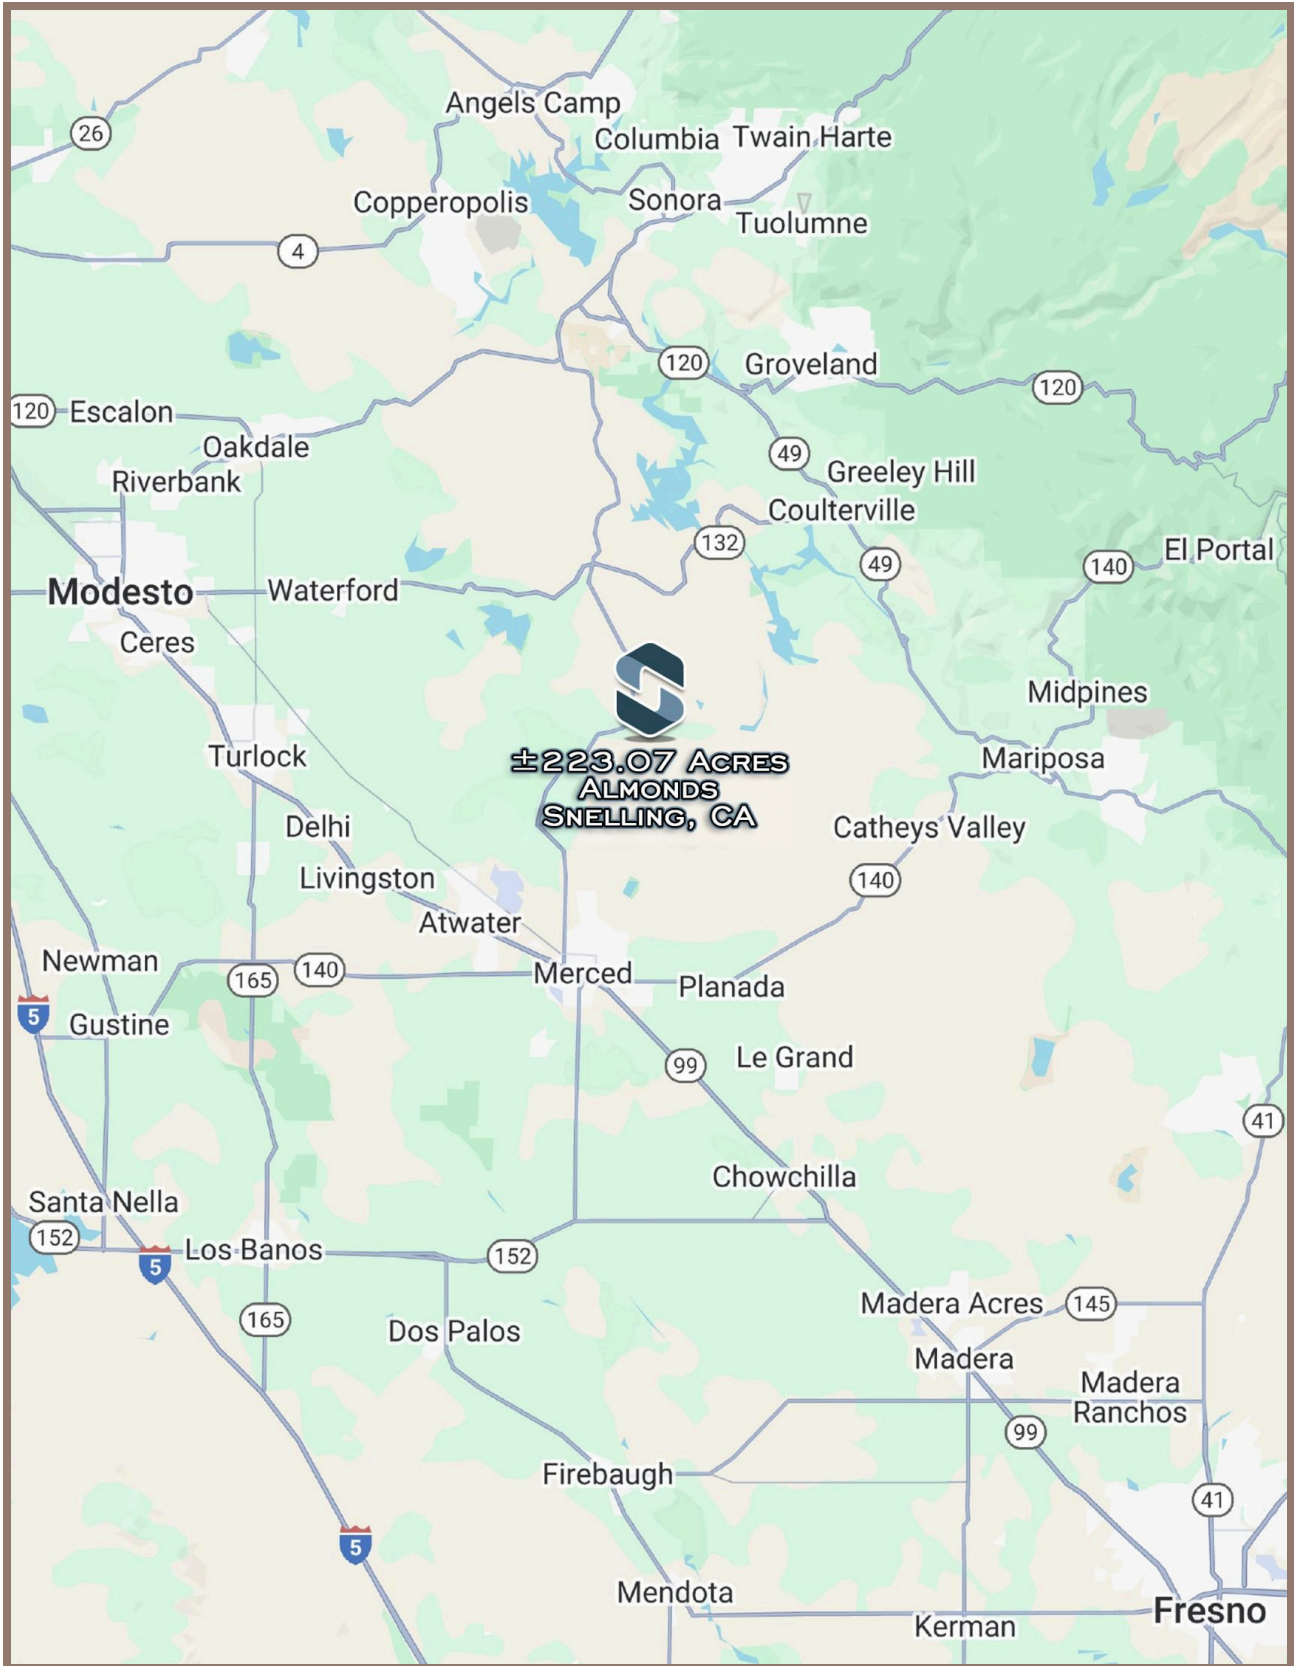 Angels Camp
26
Columbia
Twain Harte
Copperopolis
Sonora
Tuolumne
4
120
Groveland
120
120
Escalon
Oakdale
49
Riverbank
Greeley Hill
Coulterville
132
El Portal
49
140
Modesto
Waterford
Ceres
Midpines
Turlock
Mariposa
±223.07 Acres
Almonds
Snelling, CA
Delhi
Catheys Valley
Livingston
140
Atwater
Newman
165
140
Merced
Planada
5
Gustine
99
Le Grand
41
Chowchilla
Santa Nella
152
5
Los Banos
152
165
Madera Acres
145
Dos Palos
Madera
Madera
Ranchos
99
Firebaugh
41
5
Mendota
Kerman
Fresno